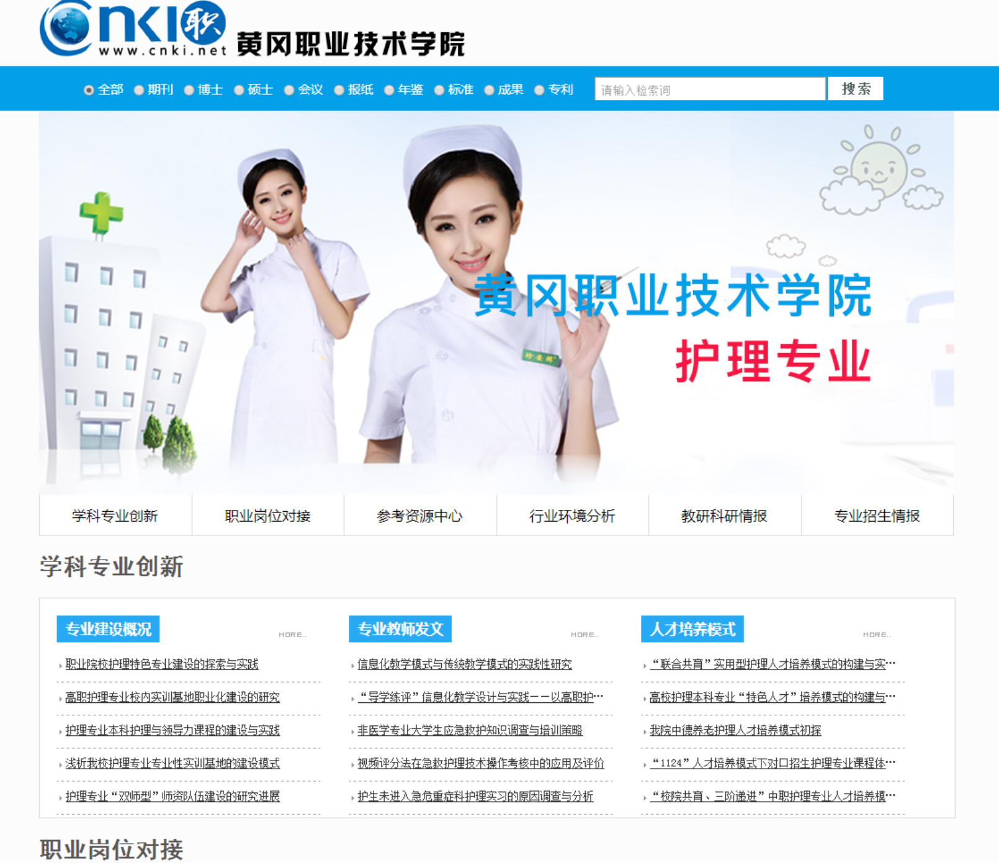 cnki职
www.cnki.net 黄冈职业技术学院
全部 期刊 博士 硕士 会议 报纸 年鉴 标准 成果 专利 请输入检索词 搜索
黄冈职业技术学院
护理专业
学科专业创新 职业岗位对接 参考资源中心 行业环境分析 教研科研情报 专业招生情报
学科专业创新
专业建设概况 MORE..
职业院校护理特色专业建设的探索与实践
高职护理专业校内实训基地职业化建设的研究
护理专业本科护理与领导力课程的建设与实践
浅析我校护理专业专业性实训基地的建设模式
护理专业“双师型”师资队伍建设的研究进展
专业教师发文 MORE..
信息化教学模式与传统教学模式的实践性研究
“导学练评”信息化教学设计与实践——以高职护…
非医学专业大学生应急救护知识调查与培训策略
视频评分法在急救护理技术操作考核中的应用及评价
护生未进入急危重症科护理实习的原因调查与分析
人才培养模式 MORE..
“联合共育”实用型护理人才培养模式的构建与实…
高校护理本科专业“特色人才”培养模式的构建与…
我院中德养老护理人才培养模式初探
“1124”人才培养模式下对口招生护理专业课程体…
“校院共育、三阶递进”中职护理专业人才培养模…
职业岗位对接